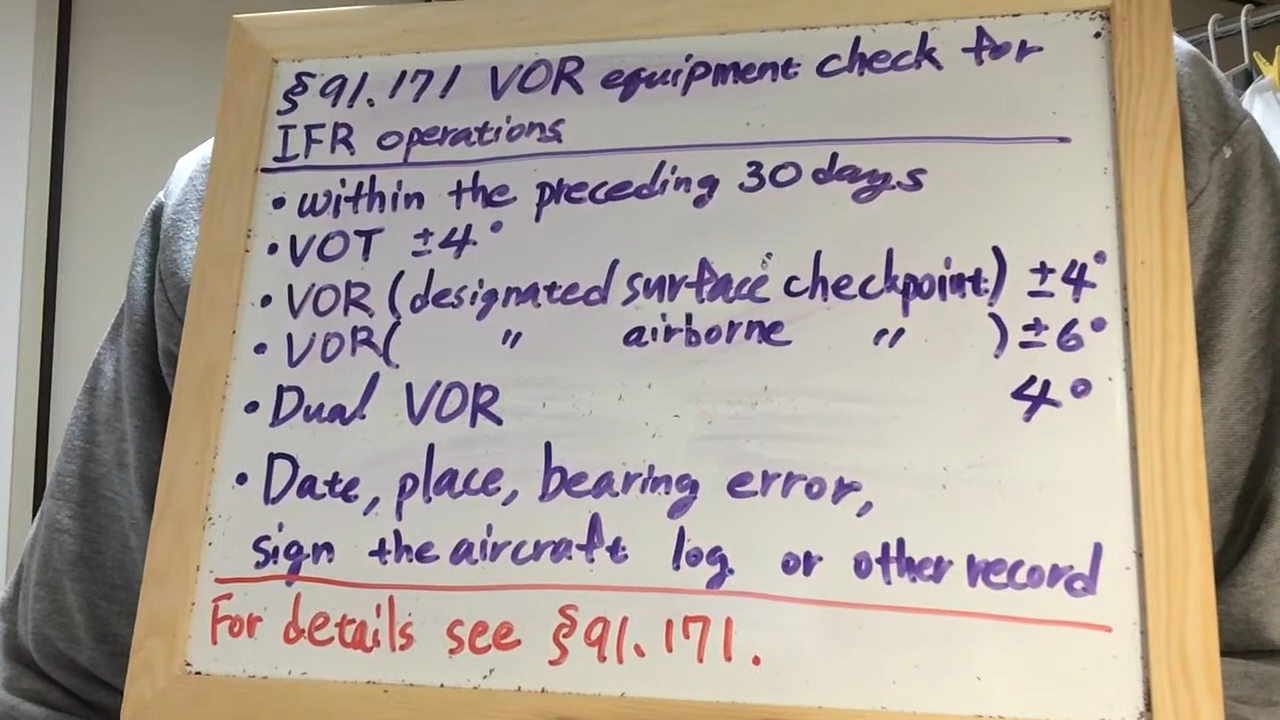 §91.171 VOR equipment check for
IFR operations
• within the preceding 30 days
• VOT ±4°
• VOR (designated surface checkpoint) ±4°
• VOR( 〃 airborne 〃 ) ±6°
• Dual VOR 4°
• Date, place, bearing error,
sign the aircraft log. or other record
For details see §91.171.